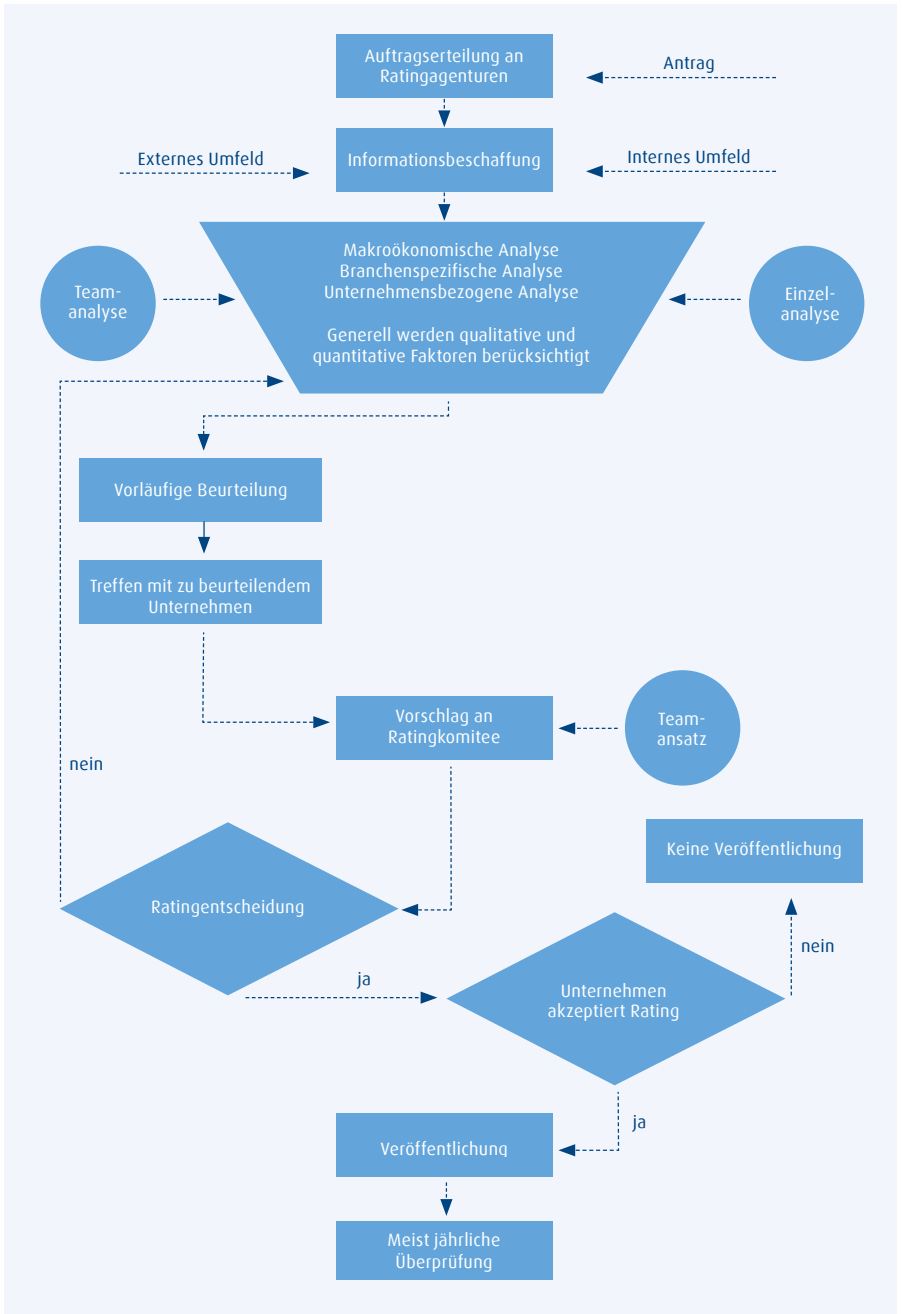 Auftragserteilung an
Ratingagenturen
Antrag
Externes Umfeld
Informationsbeschaffung
Internes Umfeld
Makroökonomische Analyse
Branchenspezifische Analyse
Unternehmensbezogene Analyse
Generell werden qualitative und
quantitative Faktoren berücksichtigt
Team-
analyse
Einzel-
analyse
Vorläufige Beurteilung
Treffen mit zu beurteilendem
Unternehmen
Vorschlag an
Ratingkomitee
Team-
ansatz
nein
Keine Veröffentlichung
Ratingentscheidung
nein
ja
Unternehmen
akzeptiert Rating
ja
Veröffentlichung
Meist jährliche
Überprüfung